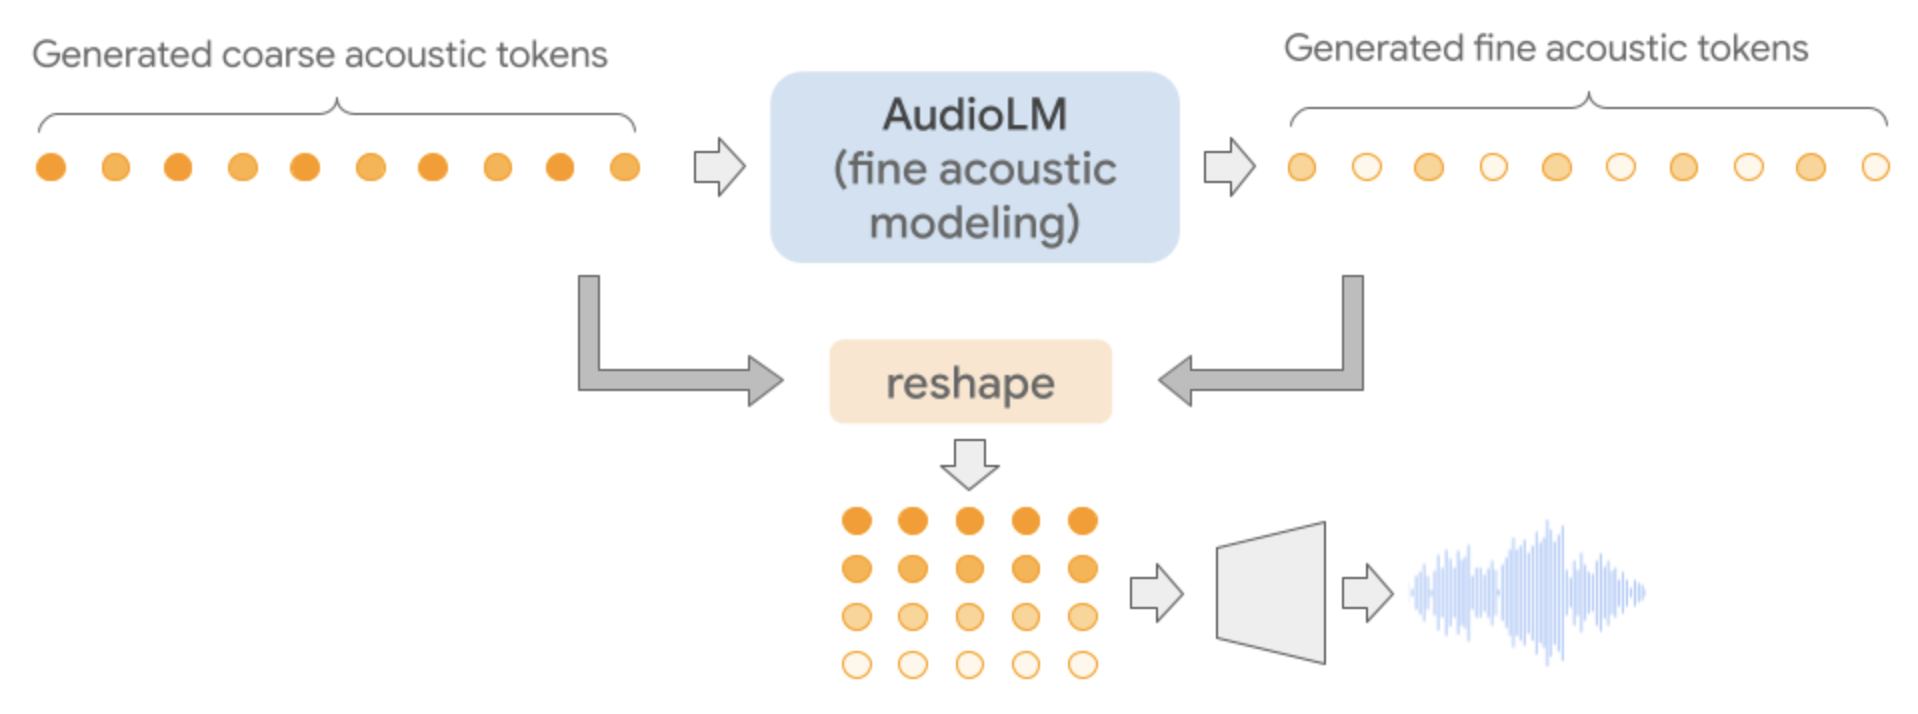 Generated coarse acoustic tokens
Generated fine acoustic tokens
AudioLM
(fine acoustic
modeling)
reshape